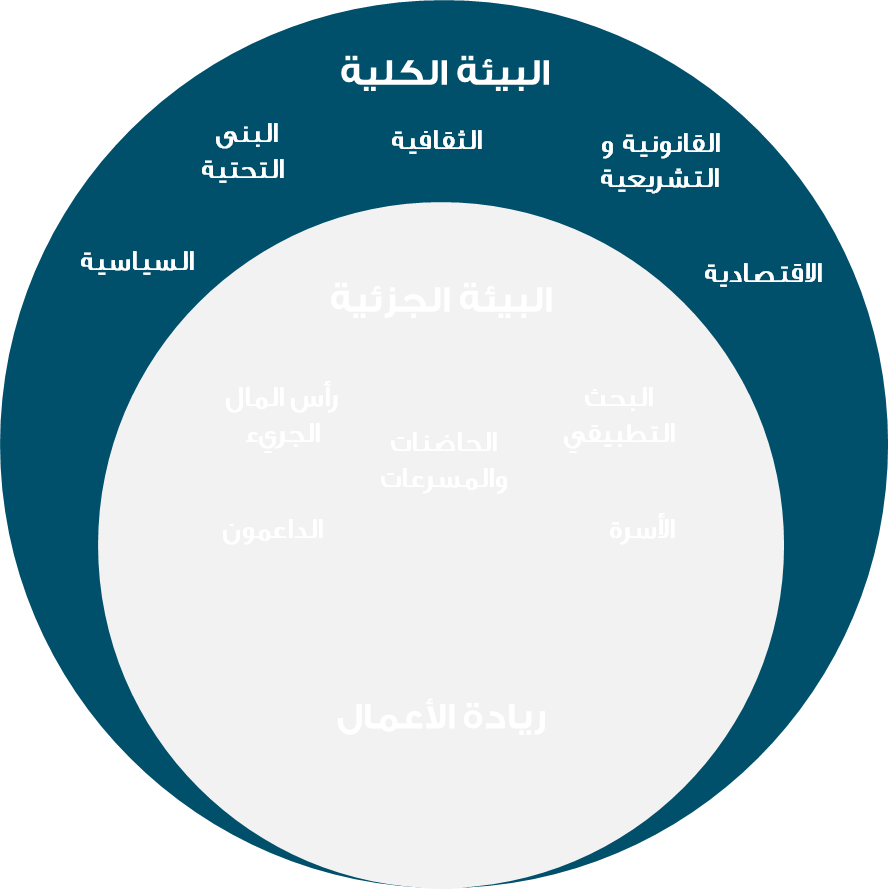 البيئة الكلية
القانونية و
التشريعية
الثقافية
البنى
التحتية
الاقتصادية
السياسية
البيئة الجزئية
البحث
التطبيقي
الحاضنات
والمسرعات
رأس المال
الجريء
الأسرة
الداعمون
ريادة الأعمال